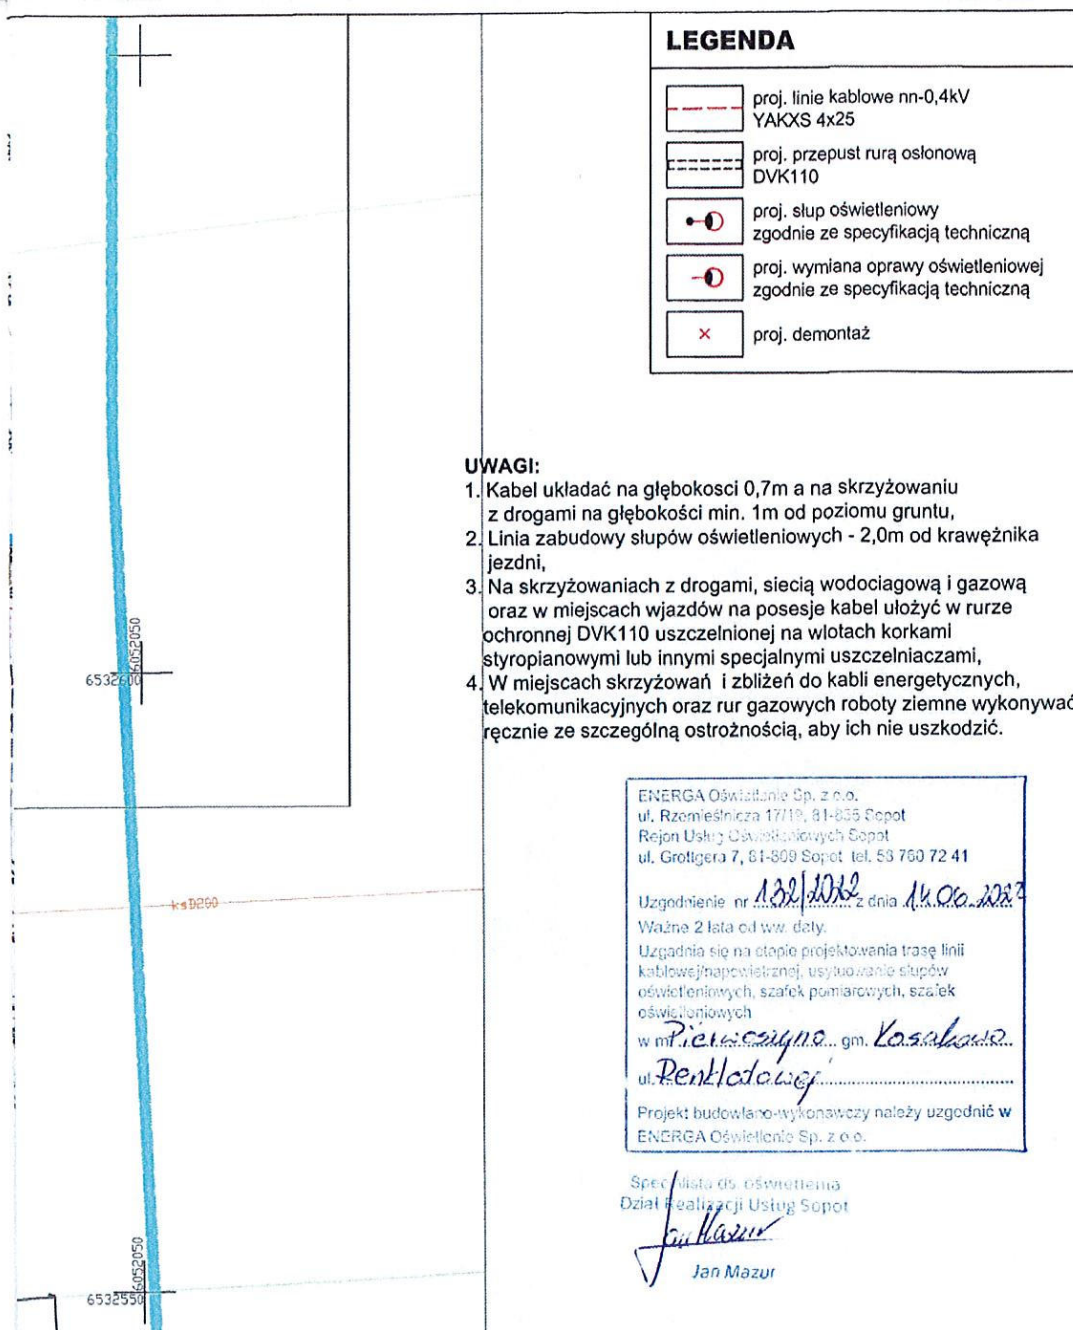 LEGENDA
proj. linie kablowe nn-0,4kV
YAKXS 4x25
proj. przepust rurą osłonową
DVK110
proj. słup oświetleniowy
zgodnie ze specyfikacją techniczną
proj. wymiana oprawy oświetleniowej
zgodnie ze specyfikacją techniczną
proj. demontaż
UWAGI:
1. Kabel układać na głębokosci 0,7m a na skrzyżowaniu
z drogami na głębokości min. 1m od poziomu gruntu,
2. Linia zabudowy słupów oświetleniowych - 2,0m od krawężnika
jezdni,
3. Na skrzyżowaniach z drogami, siecią wodociagową i gazową
oraz w miejscach wjazdów na posesje kabel ułożyć w rurze
ochronnej DVK110 uszczelnionej na wlotach korkami
styropianowymi lub innymi specjalnymi uszczelniaczami,
4. W miejscach skrzyżowań i zbliżeń do kabli energetycznych,
telekomunikacyjnych oraz rur gazowych roboty ziemne wykonywać
ręcznie ze szczególną ostrożnością, aby ich nie uszkodzić.
6052050
6532600
ksD200
6052050
6532550
ENERGA Oświetlenie Sp. z o.o.
ul. Rzemieślnicza 17/19, 81-855 Sopot
Rejon Usług Oświetleniowych Sopot
ul. Grottgera 7, 81-809 Sopot tel. 58 760 72 41
Uzgodnienie nr 132/2022 z dnia 14.06.2022
Ważne 2 lata od ww. daty.
Uzgadnia się na etapie projektowania trasę linii
kablowej/napowietrznej, usytuowanie słupów
oświetleniowych, szafek pomiarowych, szafek
oświetleniowych
w m. Pierwoszyno gm. Kosakowo
ul. Renklodowej
Projekt budowlano-wykonawczy należy uzgodnić w
ENERGA Oświetlenie Sp. z o.o.
Specjalista ds. oświetlenia
Dział Realizacji Usług Sopot
Jan Mazur
Jan Mazur